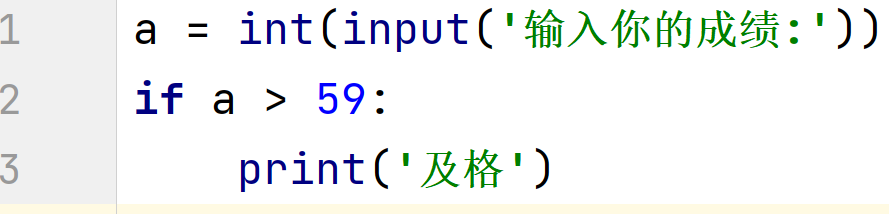 1 a = int(input('输入你的成绩:'))
2 if a > 59:
3     print('及格')